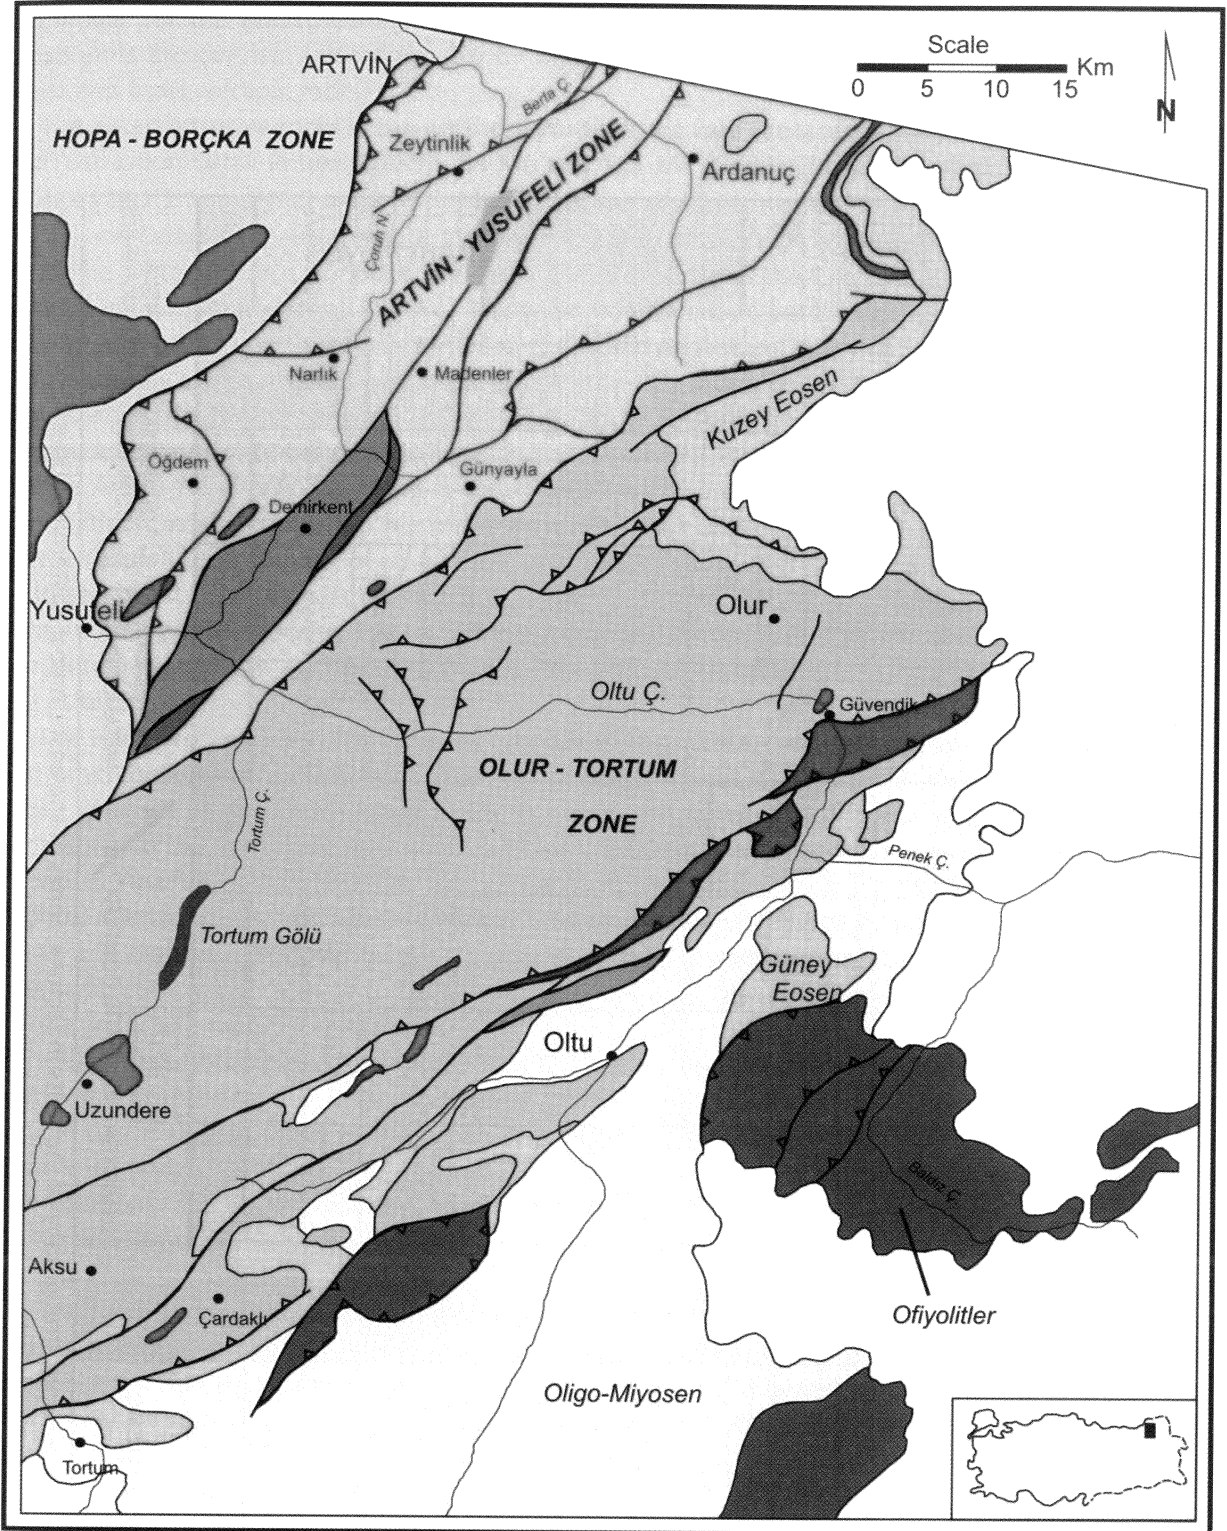 Scale
Km
0 5 10 15
N
ARTVİN
HOPA - BORÇKA ZONE
Berta Ç.
Zeytinlik
Ardanuç
Çoruh N
ARTVİN - YUSUFELİ ZONE
Narlık
Madenler
Kuzey Eosen
Öğdem
Günyayla
Demirkent
Yusufeli
Olur
Oltu Ç.
Güvendik
OLUR - TORTUM
ZONE
Tortum Ç.
Penek Ç.
Tortum Gölü
Güney
Eosen
Oltu
Uzundere
Aksu
Çardaklı
Ofiyolitler
Oligo-Miyosen
Tortum